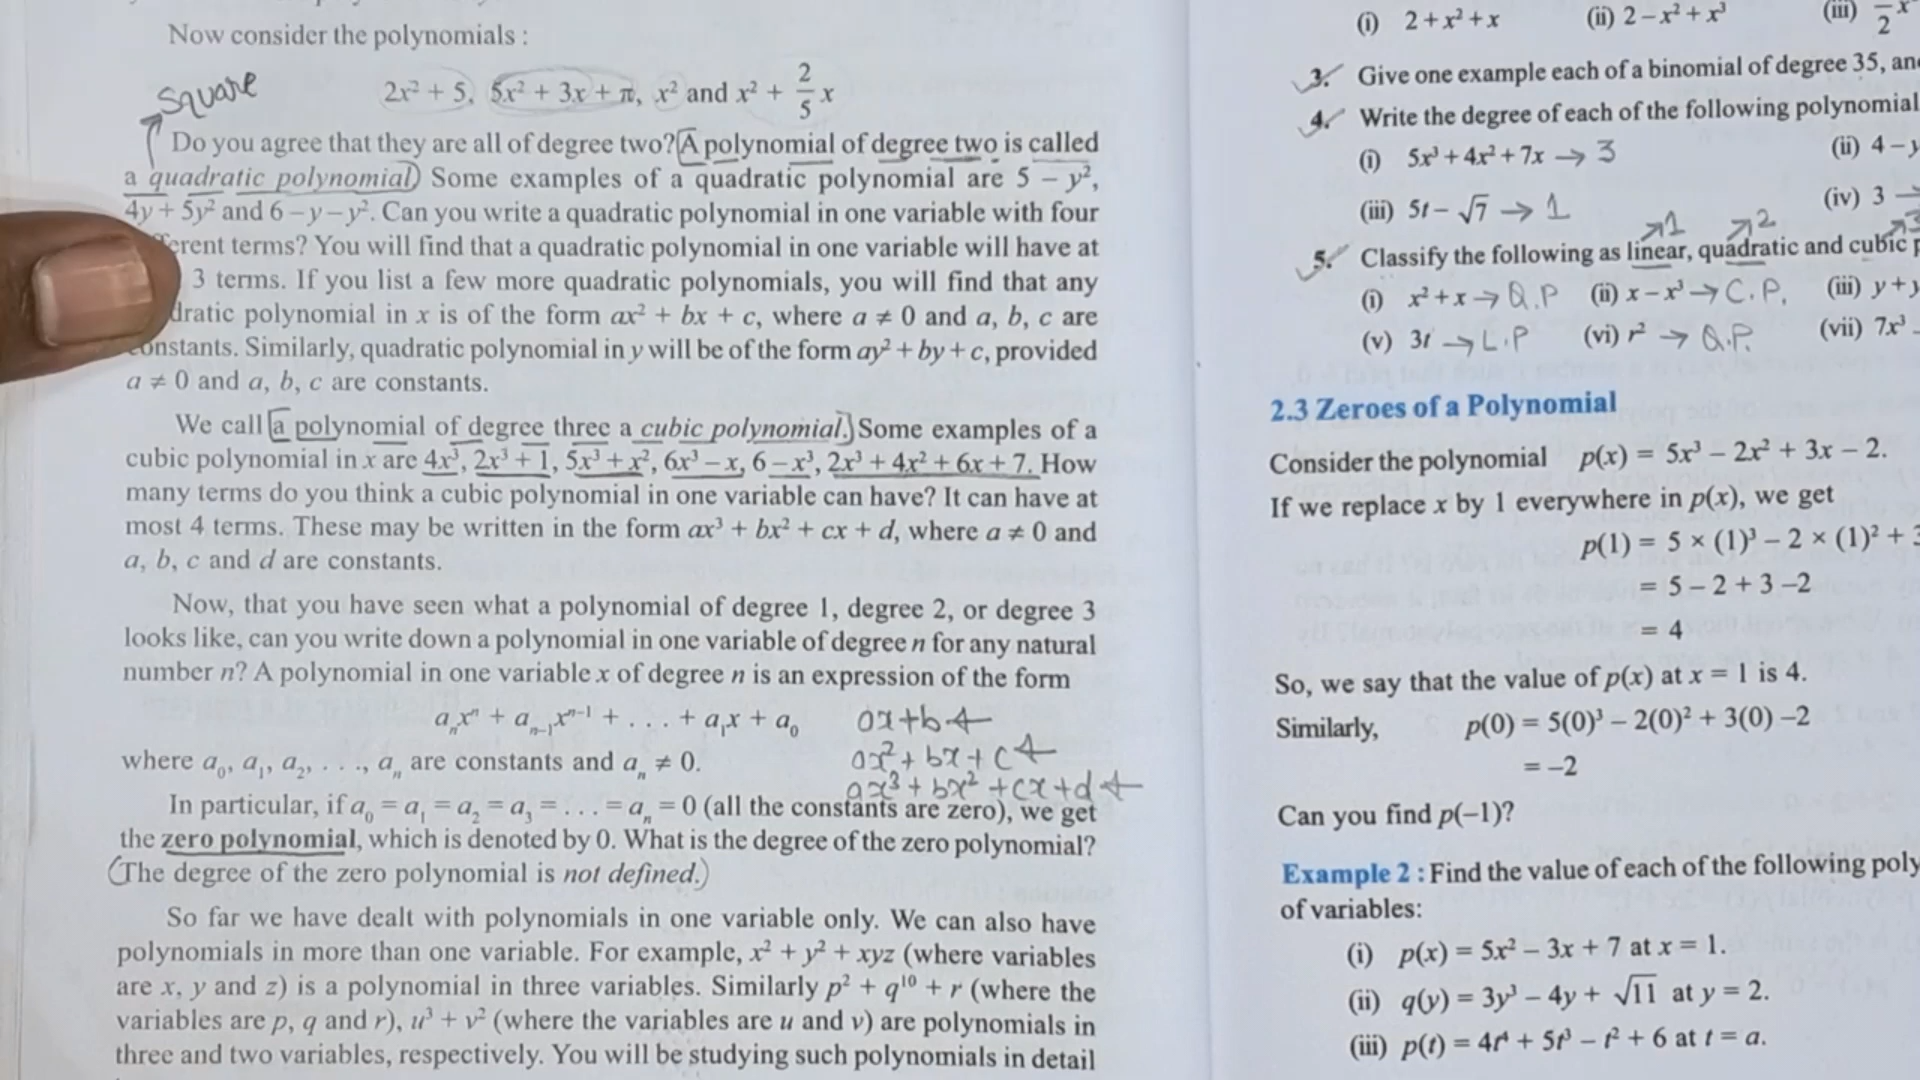 Now consider the polynomials :
Square
2x² + 5, 5x² + 3x + π, x² and x² + 2/5 x
Do you agree that they are all of degree two? A polynomial of degree two is called
a quadratic polynomial. Some examples of a quadratic polynomial are 5 – y²,
4y + 5y² and 6 – y – y². Can you write a quadratic polynomial in one variable with four
erent terms? You will find that a quadratic polynomial in one variable will have at
3 terms. If you list a few more quadratic polynomials, you will find that any
dratic polynomial in x is of the form ax² + bx + c, where a ≠ 0 and a, b, c are
constants. Similarly, quadratic polynomial in y will be of the form ay² + by + c, provided
a ≠ 0 and a, b, c are constants.
We call a polynomial of degree three a cubic polynomial. Some examples of a
cubic polynomial in x are 4x³, 2x³ + 1, 5x³ + x², 6x³ – x, 6 – x³, 2x³ + 4x² + 6x + 7. How
many terms do you think a cubic polynomial in one variable can have? It can have at
most 4 terms. These may be written in the form ax³ + bx² + cx + d, where a ≠ 0 and
a, b, c and d are constants.
Now, that you have seen what a polynomial of degree 1, degree 2, or degree 3
looks like, can you write down a polynomial in one variable of degree n for any natural
number n? A polynomial in one variable x of degree n is an expression of the form
aₙxⁿ + aₙ₋₁xⁿ⁻¹ + . . . + a₁x + a₀
ax+b ←
where a₀, a₁, a₂, . . ., aₙ are constants and aₙ ≠ 0.
ax²+bx+c ←
ax³+bx²+cx+d ←
In particular, if a₀ = a₁ = a₂ = a₃ = . . . = aₙ = 0 (all the constants are zero), we get
the zero polynomial, which is denoted by 0. What is the degree of the zero polynomial?
(The degree of the zero polynomial is not defined.)
So far we have dealt with polynomials in one variable only. We can also have
polynomials in more than one variable. For example, x² + y² + xyz (where variables
are x, y and z) is a polynomial in three variables. Similarly p² + q¹⁰ + r (where the
variables are p, q and r), u³ + v² (where the variables are u and v) are polynomials in
three and two variables, respectively. You will be studying such polynomials in detail
(i) 2 + x² + x (ii) 2 – x² + x³ (iii) /2 x
3. Give one example each of a binomial of degree 35, an
4. Write the degree of each of the following polynomial
(i) 5x³ + 4x² + 7x → 3 (ii) 4 – y
(iii) 5t – √7 → 1 (iv) 3 →
↗1 ↗2 ↗3
5. Classify the following as linear, quadratic and cubic p
(i) x² + x → Q.P (ii) x – x³ → C.P. (iii) y + y
(v) 3t → L.P (vi) r² → Q.P. (vii) 7x³
2.3 Zeroes of a Polynomial
Consider the polynomial p(x) = 5x³ – 2x² + 3x – 2.
If we replace x by 1 everywhere in p(x), we get
p(1) = 5 × (1)³ – 2 × (1)² + 3
= 5 – 2 + 3 –2
= 4
So, we say that the value of p(x) at x = 1 is 4.
Similarly, p(0) = 5(0)³ – 2(0)² + 3(0) –2
= –2
Can you find p(–1)?
Example 2 : Find the value of each of the following poly
of variables:
(i) p(x) = 5x² – 3x + 7 at x = 1.
(ii) q(y) = 3y³ – 4y + √11 at y = 2.
(iii) p(t) = 4t⁴ + 5t³ – t² + 6 at t = a.